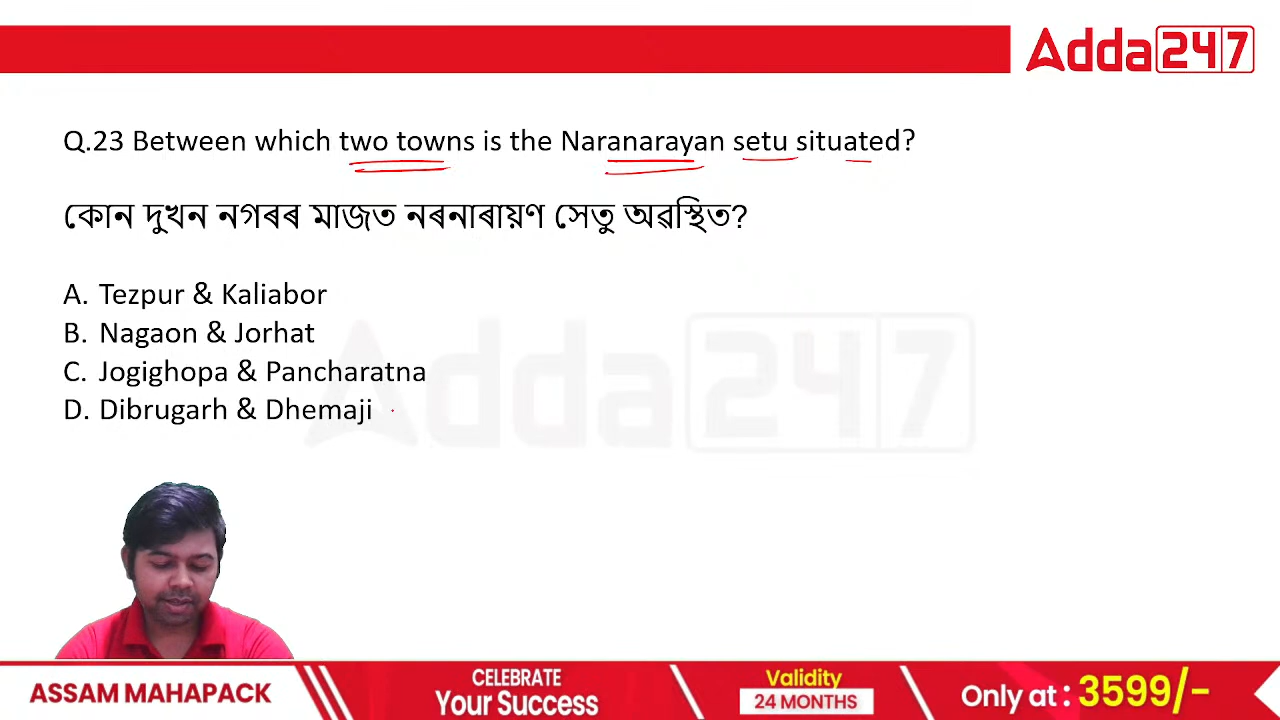 Adda247
Q.23 Between which two towns is the Naranarayan setu situated?
কোন দুখন নগৰৰ মাজত নৰনাৰায়ণ সেতু অৱস্থিত?
A. Tezpur & Kaliabor
B. Nagaon & Jorhat
C. Jogighopa & Pancharatna
D. Dibrugarh & Dhemaji
Adda247
ASSAM MAHAPACK
CELEBRATE
Your Success
Validity
24 MONTHS
Only at : 3599/-